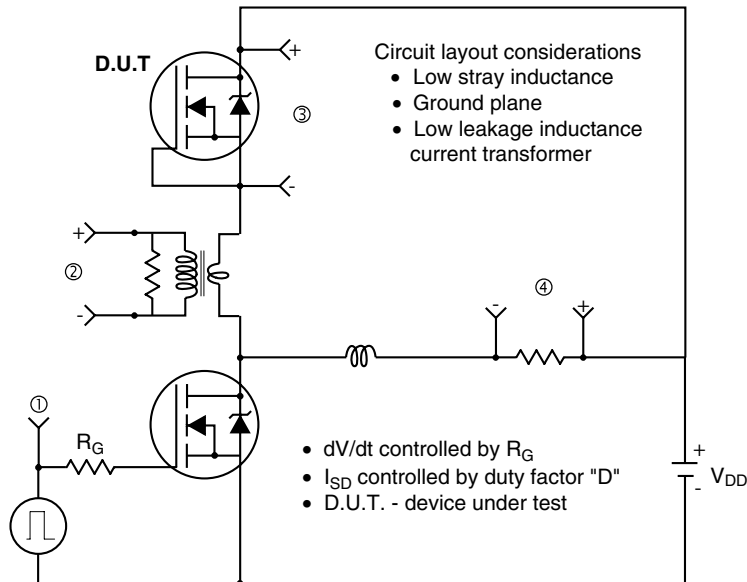 D.U.T
+
-
③
Circuit layout considerations
• Low stray inductance
• Ground plane
• Low leakage inductance
current transformer
+
②
-
④
-
+
①
R_G
• dV/dt controlled by R_G
• I_SD controlled by duty factor "D"
• D.U.T. - device under test
+
V_DD
-